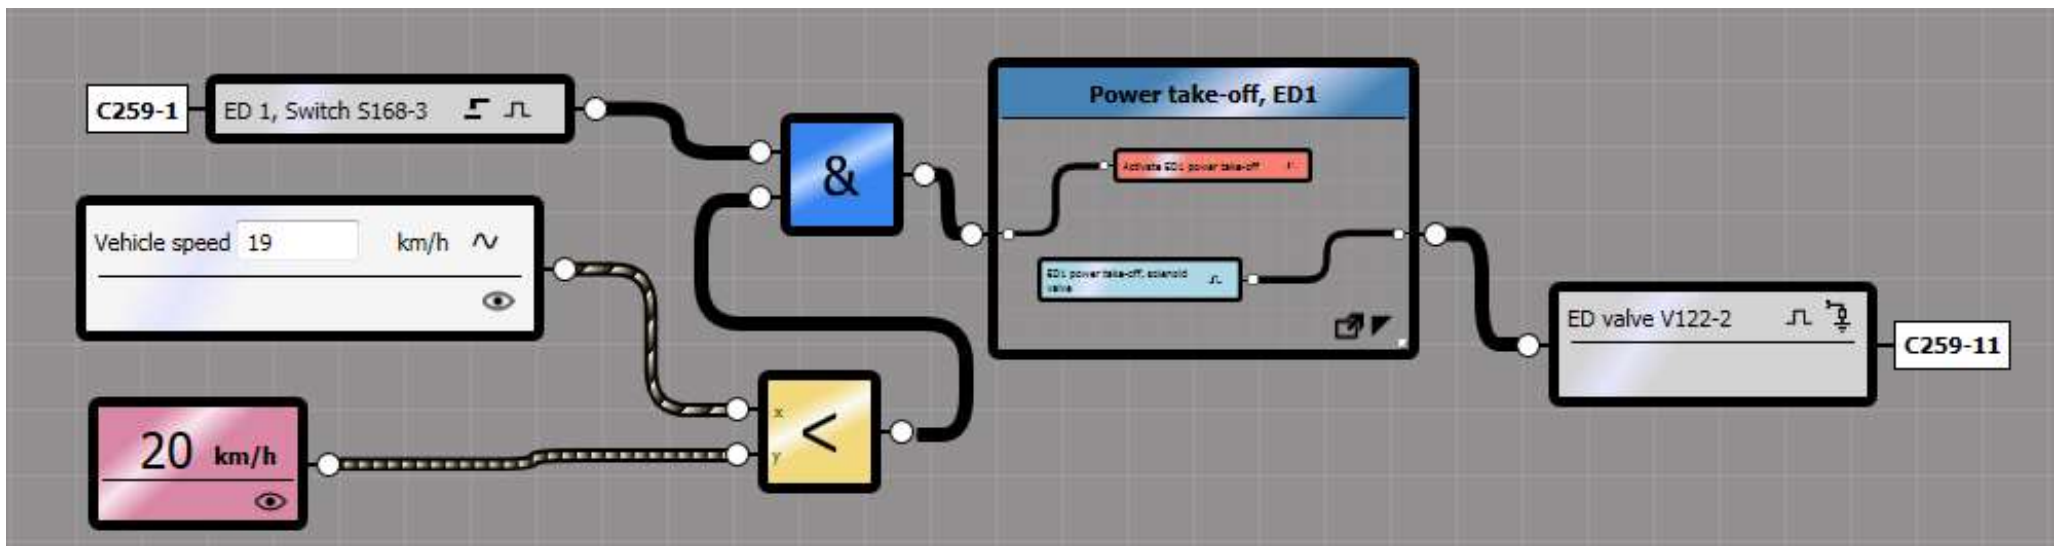 C259-1
ED 1, Switch S168-3
Vehicle speed 19 km/h
20 km/h
&
x
y
<
Power take-off, ED1
Activate ED1 power take-off
ED1 power take-off, solenoid
valve
ED valve V122-2
C259-11